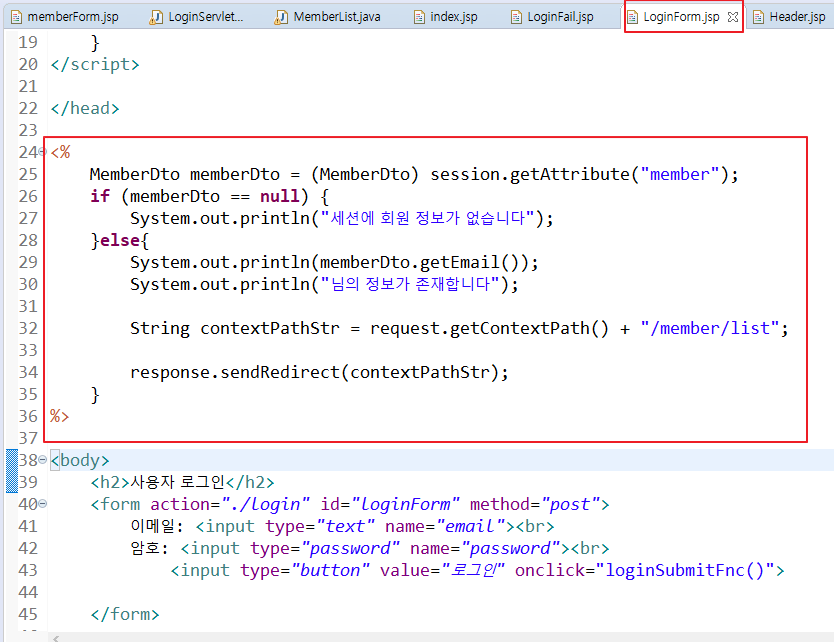 memberForm.jsp LoginServlet... MemberList.java index.jsp LoginFail.jsp LoginForm.jsp Header.jsp
19 }
20 </script>
21
22 </head>
23
24 <%
25 MemberDto memberDto = (MemberDto) session.getAttribute("member");
26 if (memberDto == null) {
27 System.out.println("세션에 회원 정보가 없습니다");
28 }else{
29 System.out.println(memberDto.getEmail());
30 System.out.println("님의 정보가 존재합니다");
31
32 String contextPathStr = request.getContextPath() + "/member/list";
33
34 response.sendRedirect(contextPathStr);
35 }
36 %>
37
38 <body>
39 <h2>사용자 로그인</h2>
40 <form action="./login" id="loginForm" method="post">
41 이메일: <input type="text" name="email"><br>
42 암호: <input type="password" name="password"><br>
43 <input type="button" value="로그인" onclick="loginSubmitFnc()">
44
45 </form>